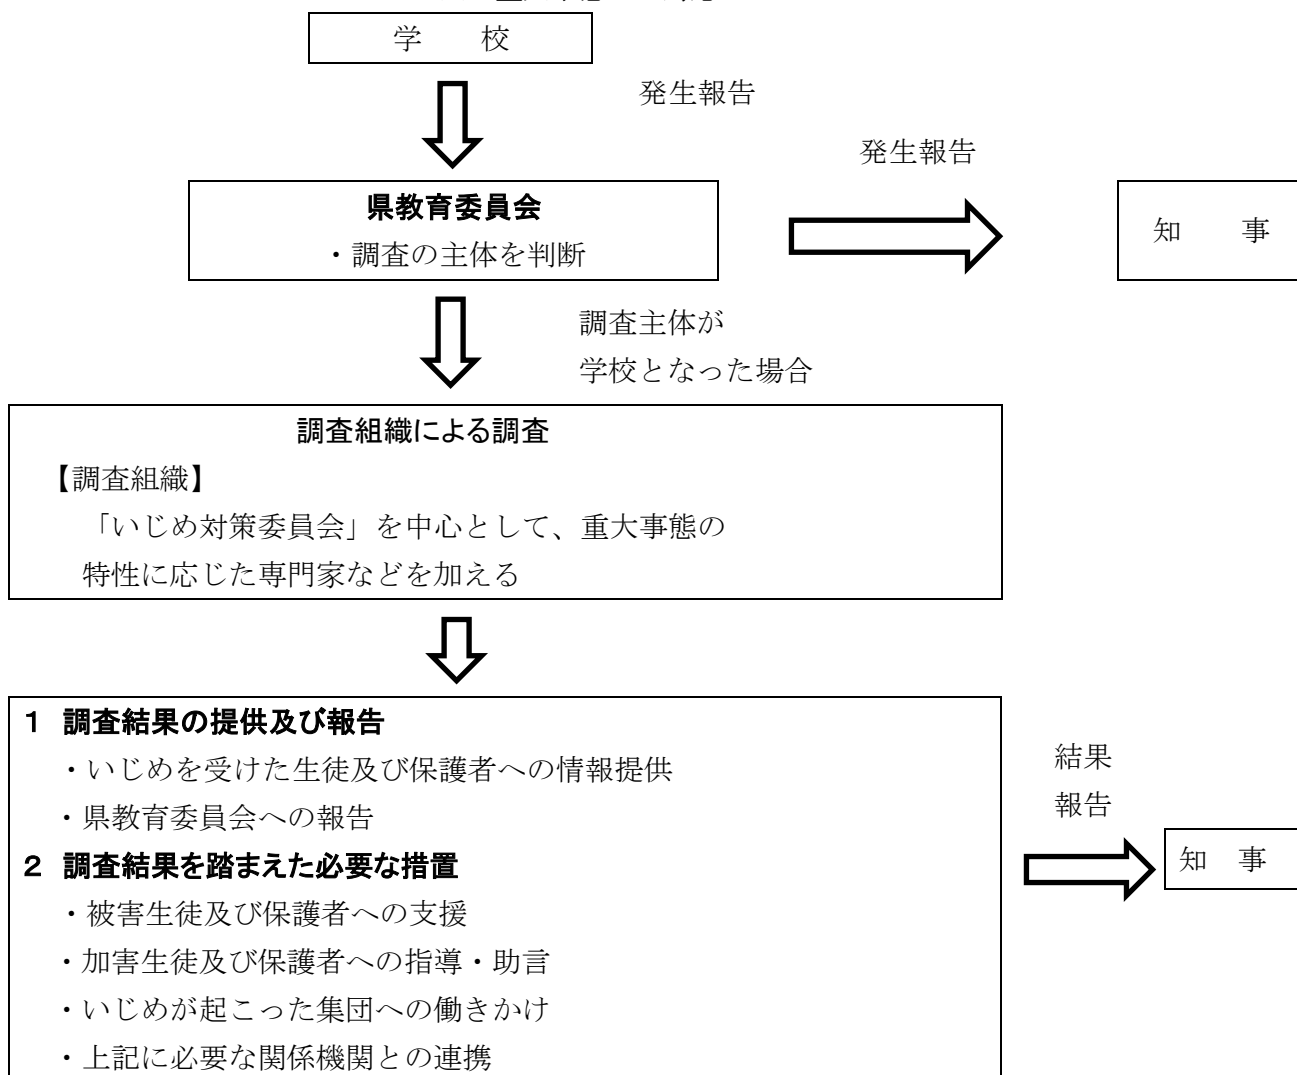 学　　校
発生報告
発生報告
県教育委員会
・調査の主体を判断
知　　事
調査主体が
学校となった場合
調査組織による調査
【調査組織】
「いじめ対策委員会」を中心として、重大事態の
特性に応じた専門家などを加える
１ 調査結果の提供及び報告
・いじめを受けた生徒及び保護者への情報提供
・県教育委員会への報告
２ 調査結果を踏まえた必要な措置
・被害生徒及び保護者への支援
・加害生徒及び保護者への指導・助言
・いじめが起こった集団への働きかけ
・上記に必要な関係機関との連携
結果
報告
知　事